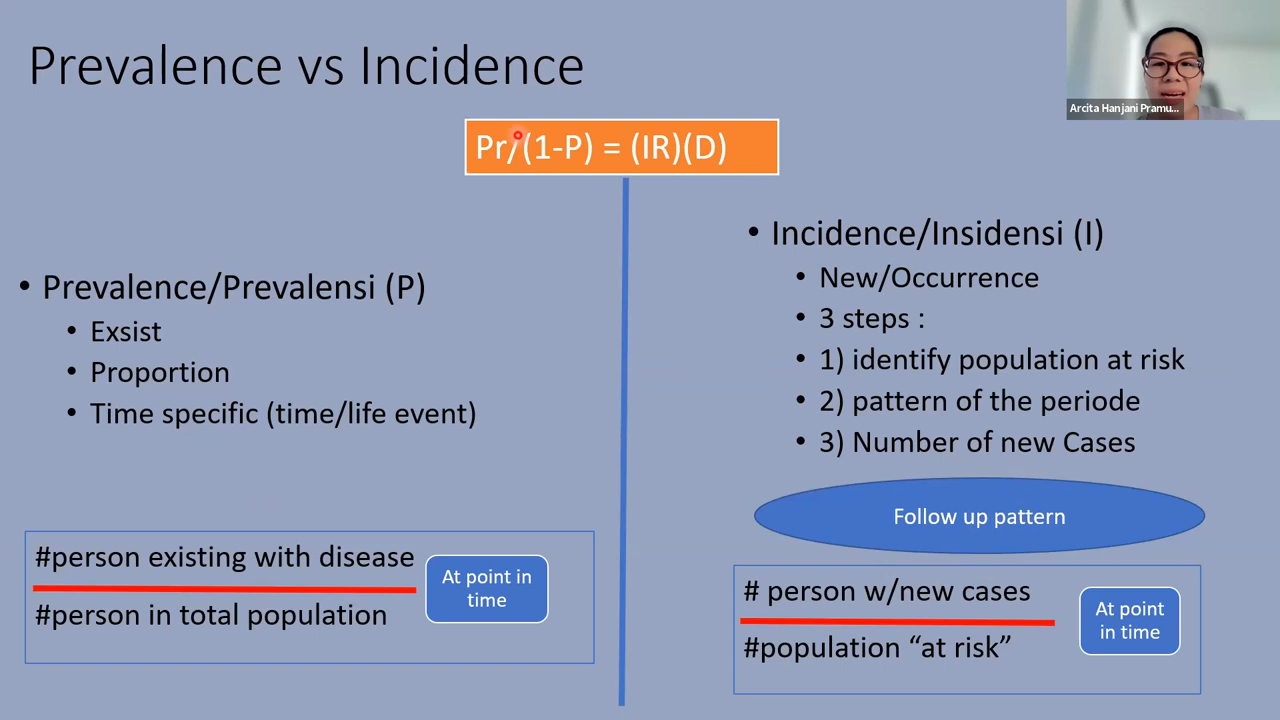 Prevalence vs Incidence
Arcita Hanjani Pramu...
Pr/(1-P) = (IR)(D)
• Prevalence/Prevalensi (P)
• Exsist
• Proportion
• Time specific (time/life event)
#person existing with disease
#person in total population
At point in
time
• Incidence/Insidensi (I)
• New/Occurrence
• 3 steps :
• 1) identify population at risk
• 2) pattern of the periode
• 3) Number of new Cases
Follow up pattern
# person w/new cases
#population “at risk”
At point
in time